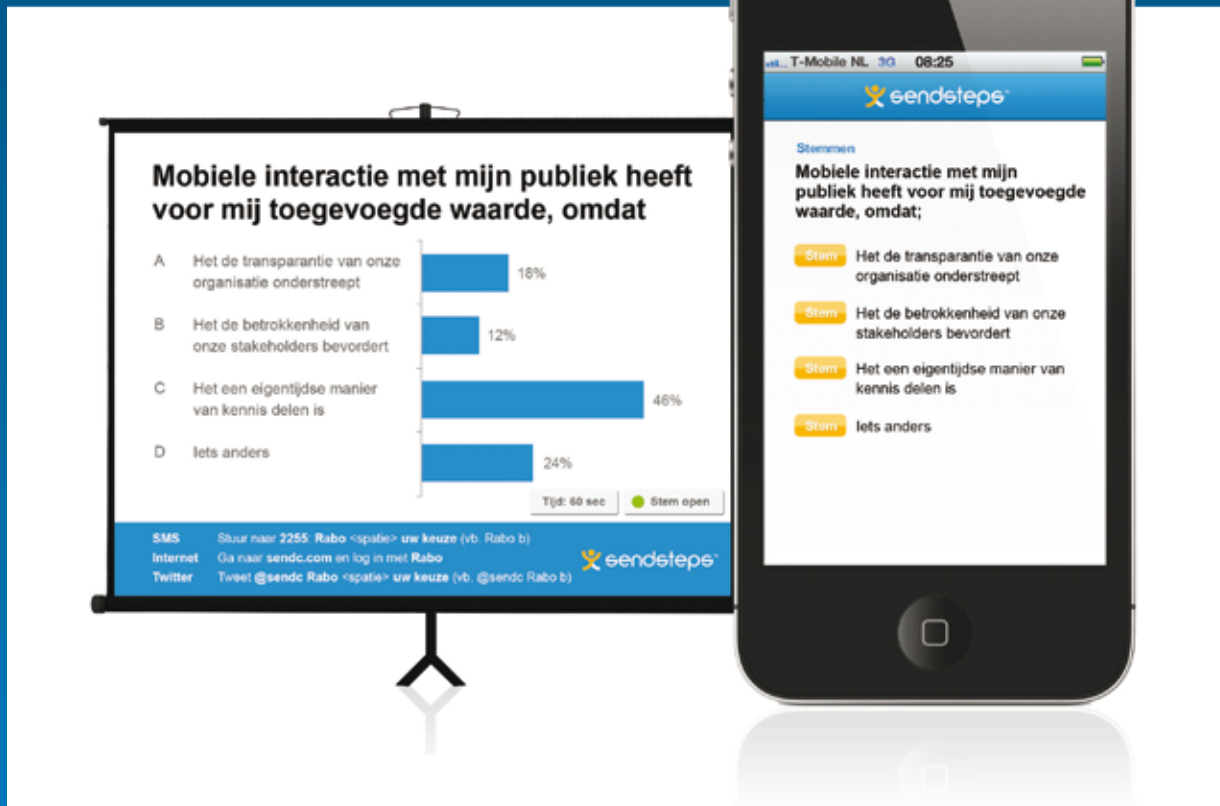 Mobiele interactie met mijn publiek heeft
voor mij toegevoegde waarde, omdat
A Het de transparantie van onze
organisatie onderstreept
18%
B Het de betrokkenheid van
onze stakeholders bevordert
12%
C Het een eigentijdse manier
van kennis delen is
46%
D Iets anders
24%
Tijd: 60 sec
Stem open
SMS Stuur naar 2255: Rabo <spatie> uw keuze (vb. Rabo b)
Internet Ga naar sendc.com en log in met Rabo
Twitter Tweet @sendc Rabo <spatie> uw keuze (vb. @sendc Rabo b)
sendsteps™
T-Mobile NL 3G 08:25
sendsteps™
Stemmen
Mobiele interactie met mijn
publiek heeft voor mij toegevoegde
waarde, omdat;
Stem Het de transparantie van onze
organisatie onderstreept
Stem Het de betrokkenheid van onze
stakeholders bevordert
Stem Het een eigentijdse manier van
kennis delen is
Stem Iets anders